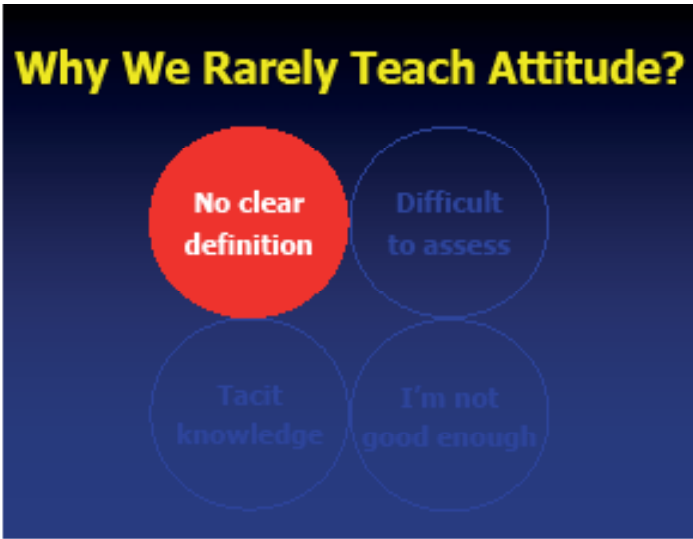 Why We Rarely Teach Attitude?
No clear
definition
Difficult
to assess
Tacit
knowledge
I'm not
good enough